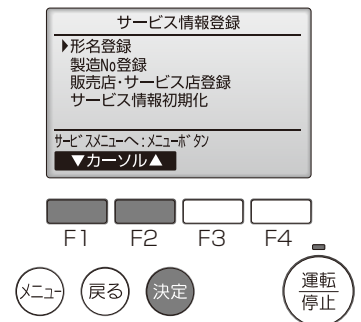 サービス情報登録
▶形名登録
製造No登録
販売店･サービス店登録
サービス情報初期化
ｻｰﾋﾞｽﾒﾆｭｰへ:ﾒﾆｭｰﾎﾞﾀﾝ
▼カーソル▲
F1 F2 F3 F4
メニュー 戻る 決定 運転
停止